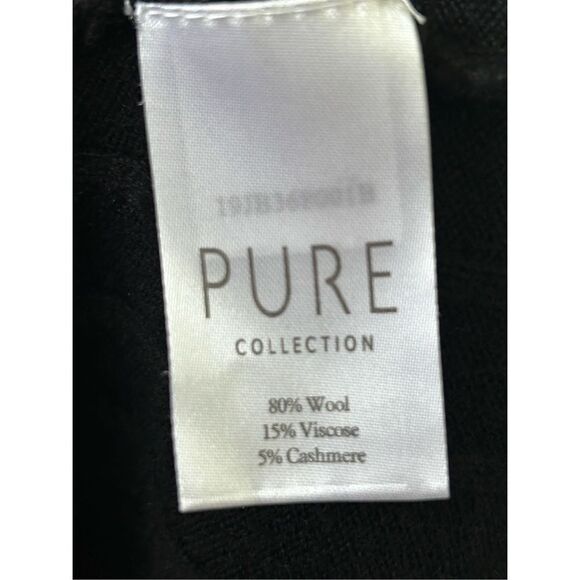 PURE
COLLECTION
80% Wool
15% Viscose
5% Cashmere